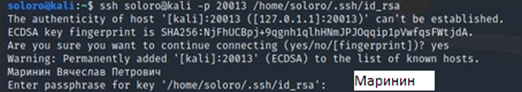 soloro@kali:~$ ssh soloro@kali -p 20013 /home/soloro/.ssh/id_rsa
The authenticity of host '[kali]:20013 ([127.0.1.1]:20013)' can't be established.
ECDSA key fingerprint is SHA256:NjFhUCBpj+9qgnh1qlhHNmJPJOqqip1pVwfqsFWtjdA.
Are you sure you want to continue connecting (yes/no/[fingerprint])? yes
Warning: Permanently added '[kali]:20013' (ECDSA) to the list of known hosts.
Маринин Вячеслав Петрович
Enter passphrase for key '/home/soloro/.ssh/id_rsa': Маринин